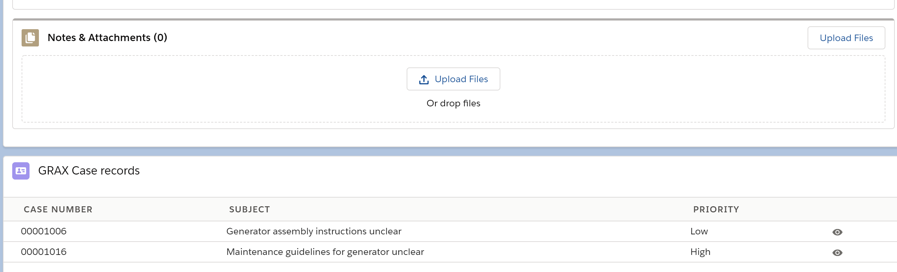 Notes & Attachments (0)
Upload Files
Upload Files
Or drop files
GRAX Case records
CASE NUMBER SUBJECT PRIORITY
00001006 Generator assembly instructions unclear Low
00001016 Maintenance guidelines for generator unclear High